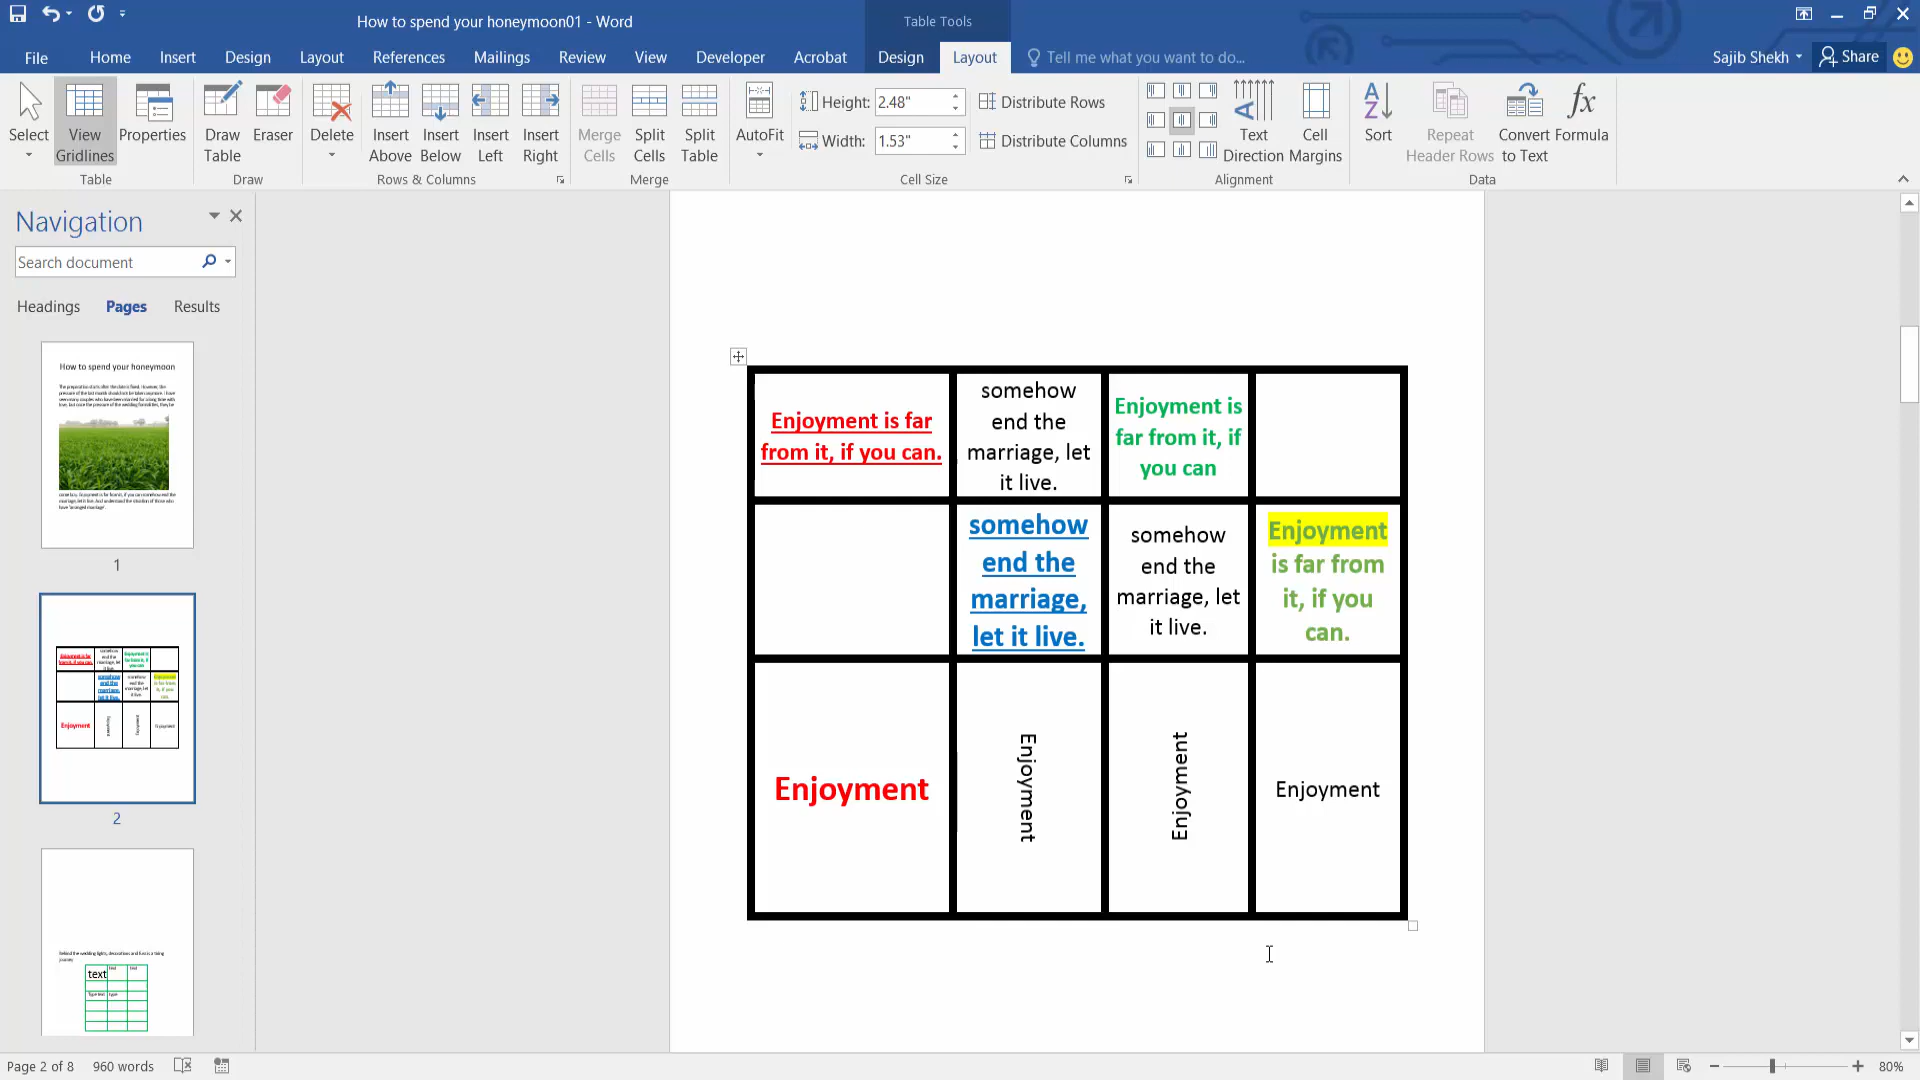 How to spend your honeymoon01 - Word
Table Tools
File Home Insert Design Layout References Mailings Review View Developer Acrobat Design Layout Tell me what you want to do... Sajib Shekh Share
Select
View Gridlines
Properties
Table
Draw Table
Eraser
Draw
Delete
Insert Above
Insert Below
Insert Left
Insert Right
Rows & Columns
Merge Cells
Split Cells
Split Table
Merge
AutoFit
Height: 2.48"
Width: 1.53"
Distribute Rows
Distribute Columns
Cell Size
Text Direction
Cell Margins
Alignment
Sort
Repeat Header Rows
Convert to Text
Formula
Data
Navigation
Search document
Headings Pages Results
How to spend your honeymoon
1
2
text
Enjoyment is far
from it, if you can.
somehow
end the
marriage, let
it live.
Enjoyment is
far from it, if
you can
somehow
end the
marriage,
let it live.
somehow
end the
marriage, let
it live.
Enjoyment
is far from
it, if you
can.
Enjoyment
Enjoyment
Enjoyment
Enjoyment
Page 2 of 8 960 words
80%